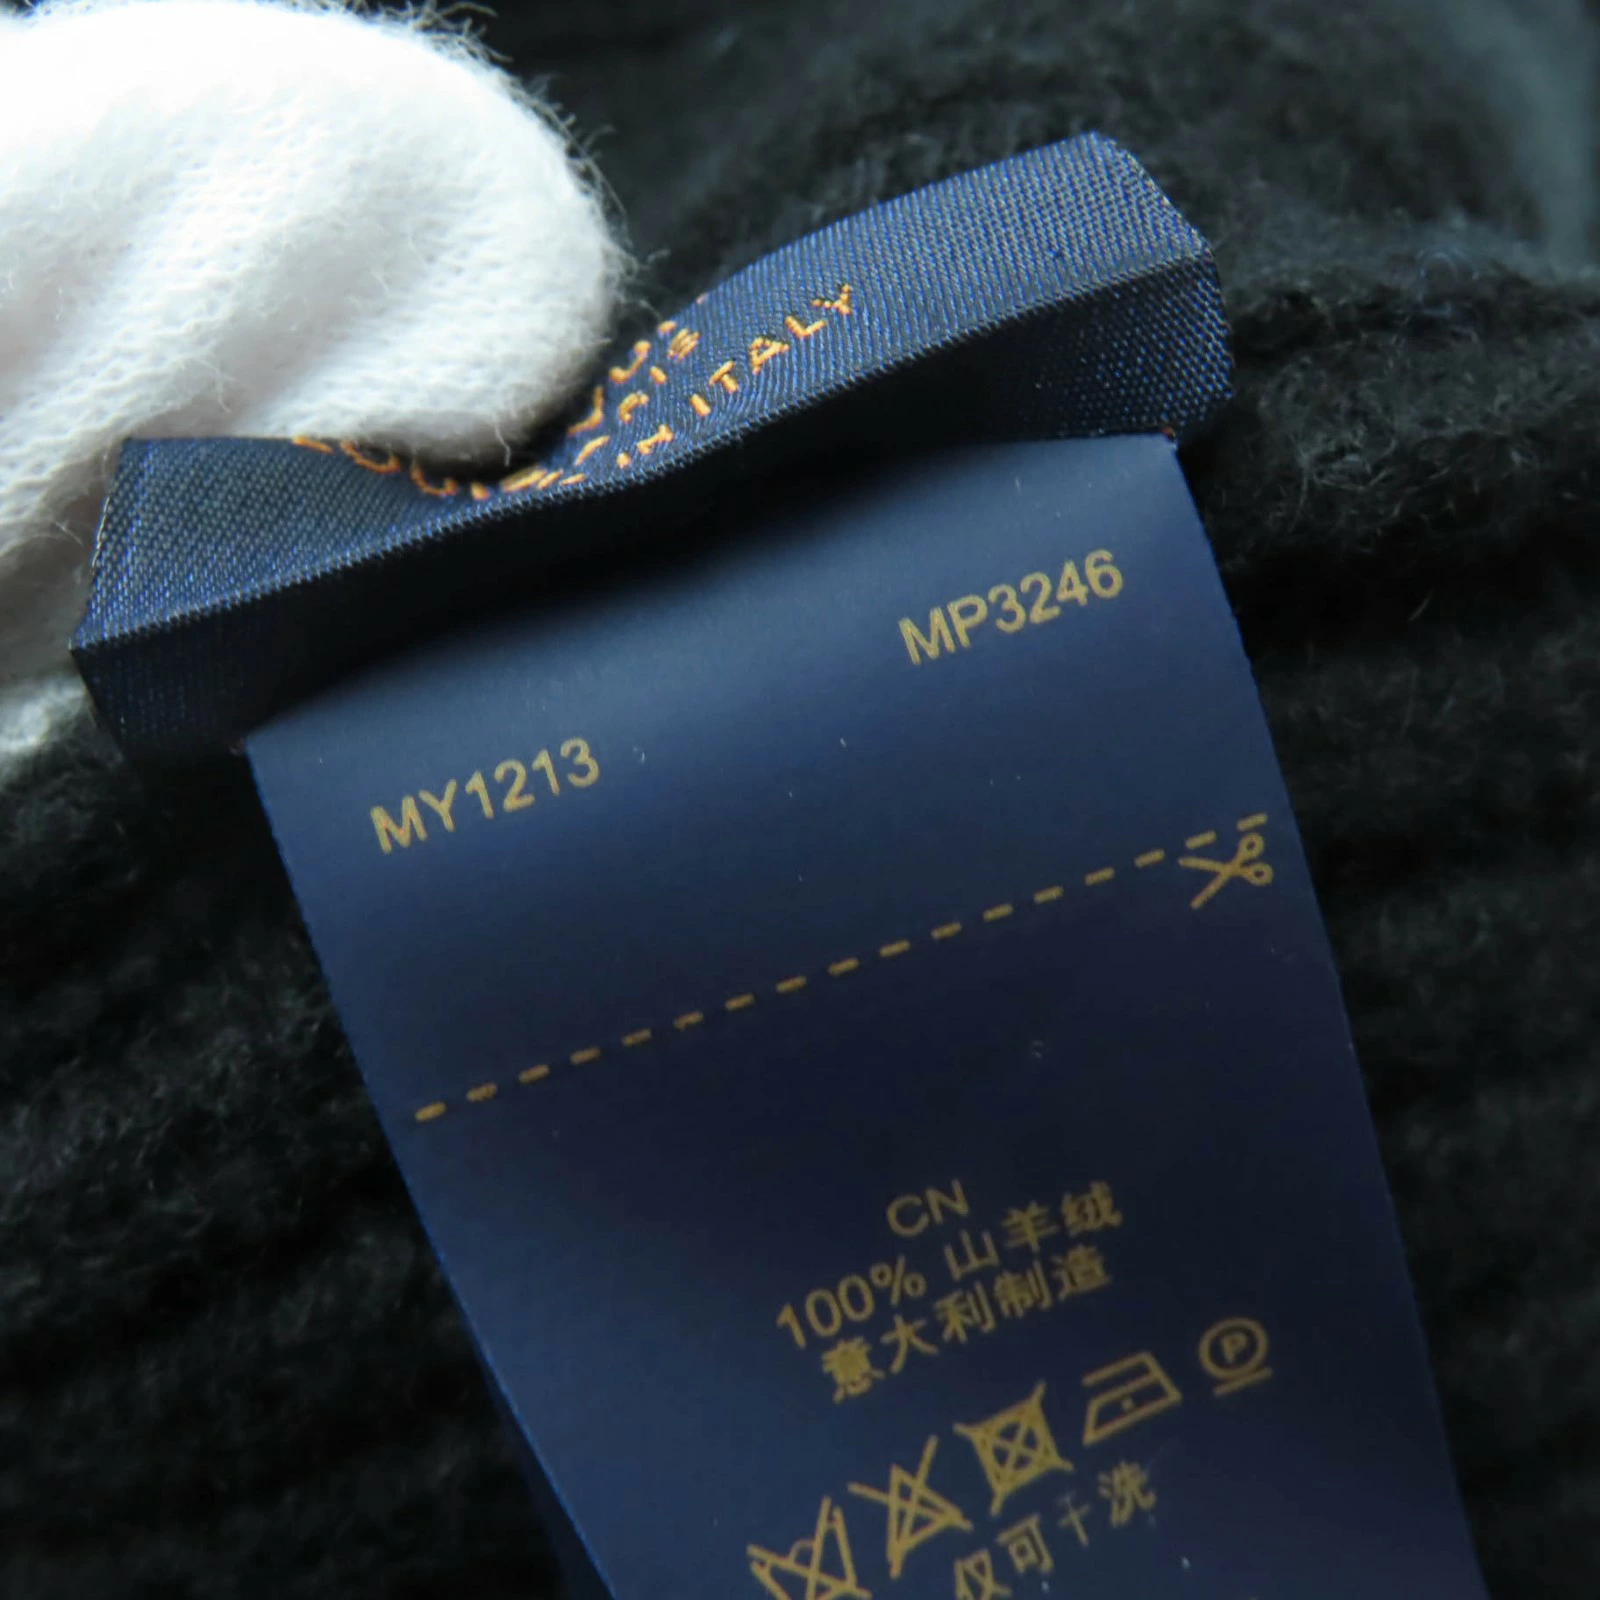 ITALY
MP3246
MY1213
CN
100% 山羊绒
意大利制造
P
仅可干洗